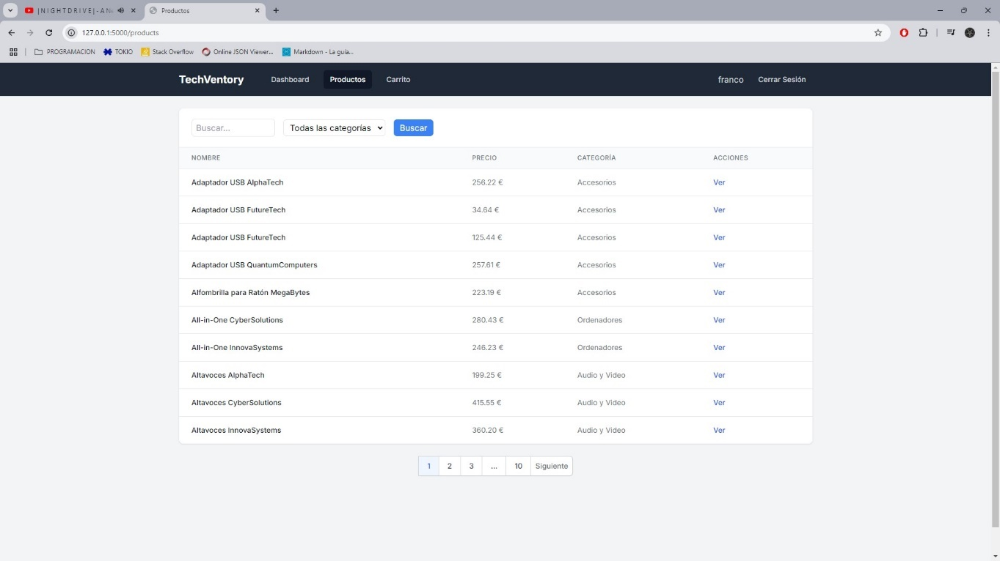 |N I G H T D R I V E|-A N
Productos
127.0.0.1:5000/products
PROGRAMACION TOKIO Stack Overflow Online JSON Viewer... Markdown - La guía...
TechVentory Dashboard Productos Carrito franco Cerrar Sesión
Buscar... Todas las categorías Buscar
NOMBRE PRECIO CATEGORÍA ACCIONES
Adaptador USB AlphaTech 256.22 € Accesorios Ver
Adaptador USB FutureTech 34.64 € Accesorios Ver
Adaptador USB FutureTech 125.44 € Accesorios Ver
Adaptador USB QuantumComputers 257.61 € Accesorios Ver
Alfombrilla para Ratón MegaBytes 223.19 € Accesorios Ver
All-in-One CyberSolutions 280.43 € Ordenadores Ver
All-in-One InnovaSystems 246.23 € Ordenadores Ver
Altavoces AlphaTech 199.25 € Audio y Video Ver
Altavoces CyberSolutions 415.55 € Audio y Video Ver
Altavoces InnovaSystems 360.20 € Audio y Video Ver
1 2 3 ... 10 Siguiente